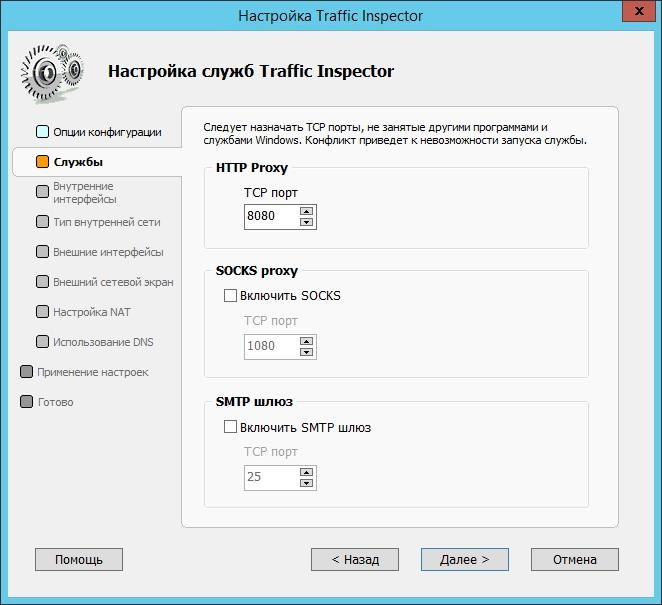 Настройка Traffic Inspector
x
Настройка служб Traffic Inspector
Опции конфигурации
Службы
Внутренние
интерфейсы
Тип внутренней сети
Внешние интерфейсы
Внешний сетевой экран
Настройка NAT
Использование DNS
Применение настроек
Готово
Следует назначать TCP порты, не занятые другими программами и
службами Windows. Конфликт приведет к невозможности запуска службы.
HTTP Proxy
TCP порт
8080
SOCKS proxy
Включить SOCKS
TCP порт
1080
SMTP шлюз
Включить SMTP шлюз
TCP порт
25
Помощь
< Назад
Далее >
Отмена